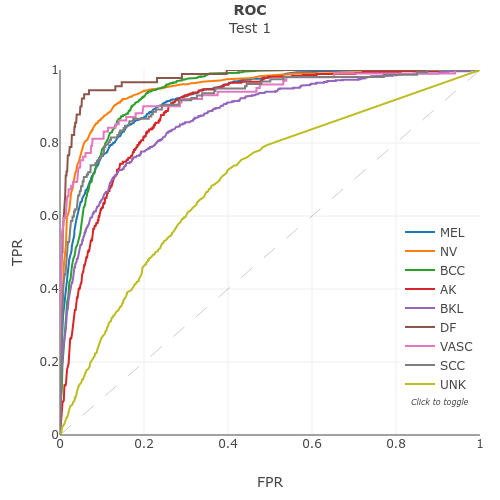 ROC
Test 1
1
0.8
0.6
0.4
0.2
0
0
0.2
0.4
0.6
0.8
1
TPR
FPR
MEL
NV
BCC
AK
BKL
DF
VASC
SCC
UNK
Click to toggle